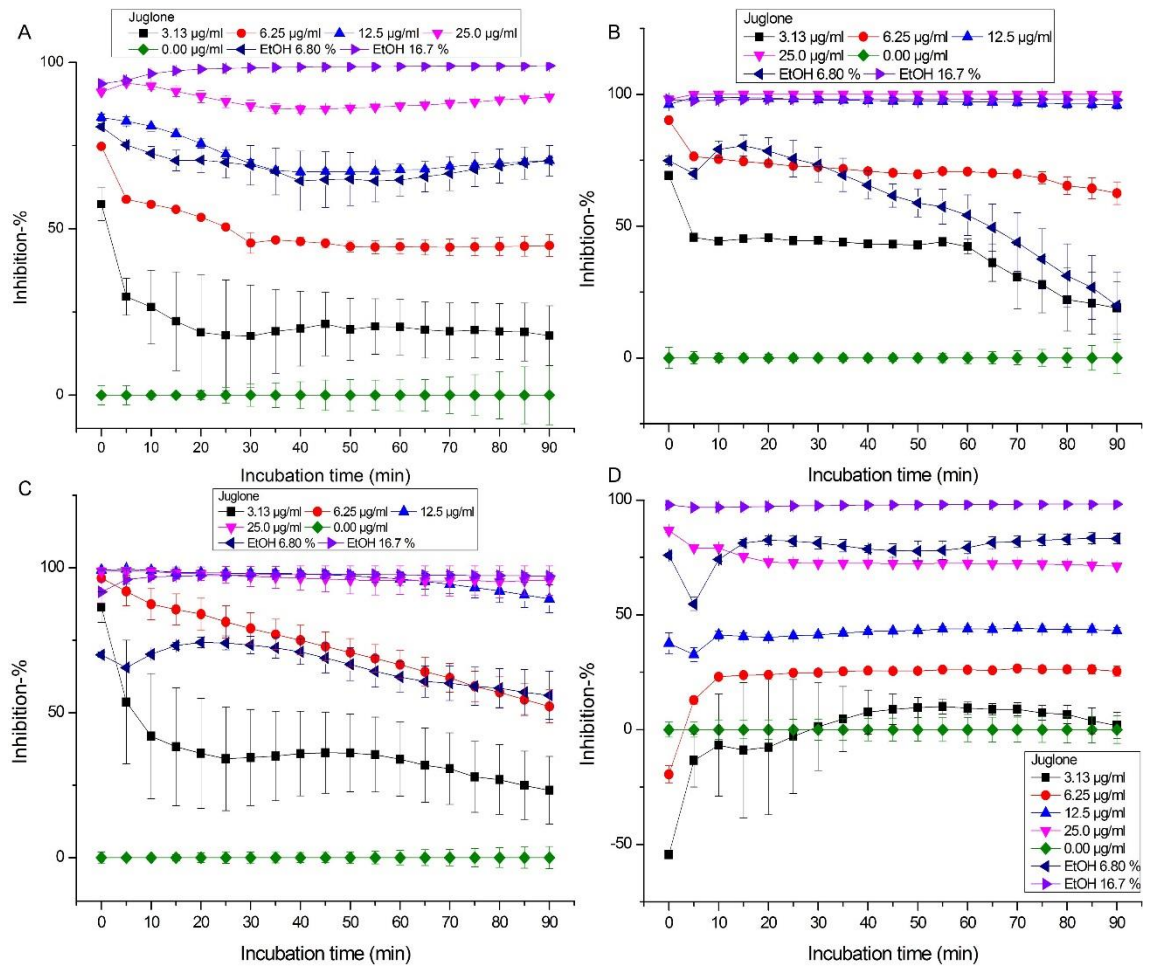 A
Juglone
3.13 µg/ml 6.25 µg/ml 12.5 µg/ml 25.0 µg/ml
0.00 µg/ml EtOH 6.80 % EtOH 16.7 %
100
50
0
Inhibtion-%
0 10 20 30 40 50 60 70 80 90
Incubation time (min)
B
Juglone
3.13 µg/ml 6.25 µg/ml 12.5 µg/ml
25.0 µg/ml 0.00 µg/ml
EtOH 6.80 % EtOH 16.7 %
100
50
0
Inhibtion-%
0 10 20 30 40 50 60 70 80 90
Incubation time (min)
C
Juglone
3.13 µg/ml 6.25 µg/ml 12.5 µg/ml
25.0 µg/ml 0.00 µg/ml
EtOH 6.80 % EtOH 16.7 %
100
50
0
Inhibtion-%
0 10 20 30 40 50 60 70 80 90
Incubation time (min)
D
100
50
0
-50
Inhibtion-%
Juglone
3.13 µg/ml
6.25 µg/ml
12.5 µg/ml
25.0 µg/ml
0.00 µg/ml
EtOH 6.80 %
EtOH 16.7 %
0 10 20 30 40 50 60 70 80 90
Incubation time (min)